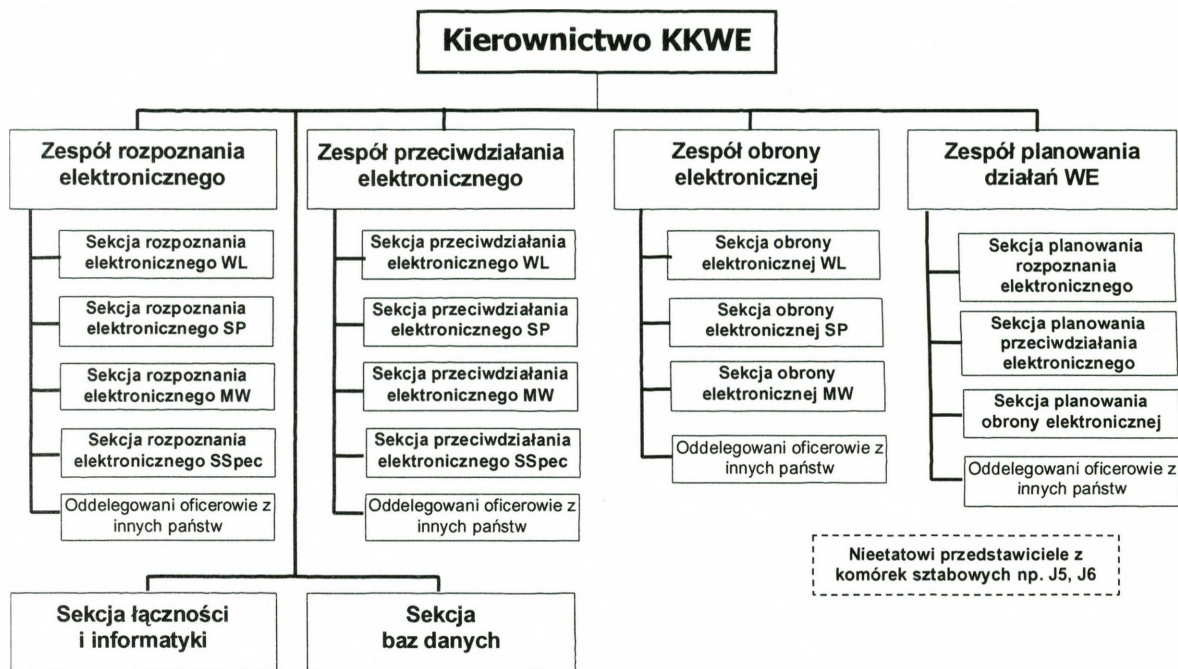 Kierownictwo KKWE
Zespół rozpoznania
elektronicznego
Sekcja rozpoznania
elektronicznego WL
Sekcja rozpoznania
elektronicznego SP
Sekcja rozpoznania
elektronicznego MW
Sekcja rozpoznania
elektronicznego SSpec
Oddelegowani oficerowie z
innych państw
Zespół przeciwdziałania
elektronicznego
Sekcja przeciwdziałania
elektronicznego WL
Sekcja przeciwdziałania
elektronicznego SP
Sekcja przeciwdziałania
elektronicznego MW
Sekcja przeciwdziałania
elektronicznego SSpec
Oddelegowani oficerowie z
innych państw
Zespół obrony
elektronicznej
Sekcja obrony
elektronicznej WL
Sekcja obrony
elektronicznej SP
Sekcja obrony
elektronicznej MW
Oddelegowani oficerowie z
innych państw
Zespół planowania
działań WE
Sekcja planowania
rozpoznania
elektronicznego
Sekcja planowania
przeciwdziałania
elektronicznego
Sekcja planowania
obrony elektronicznej
Oddelegowani oficerowie z
innych państw
Nieetatowi przedstawiciele z
komórek sztabowych np. J5, J6
Sekcja łączności
i informatyki
Sekcja
baz danych